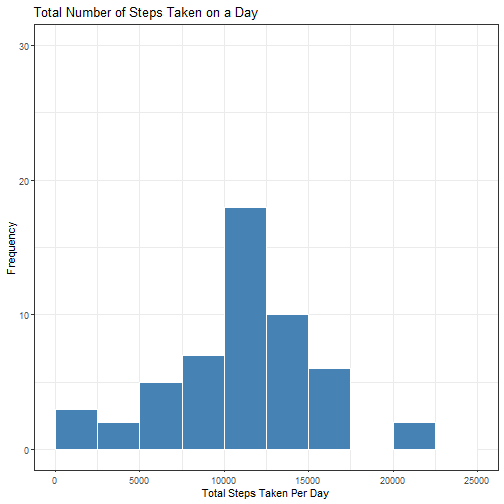 Total Number of Steps Taken on a Day
30
20
10
0
Frequency
0 5000 10000 15000 20000 25000
Total Steps Taken Per Day